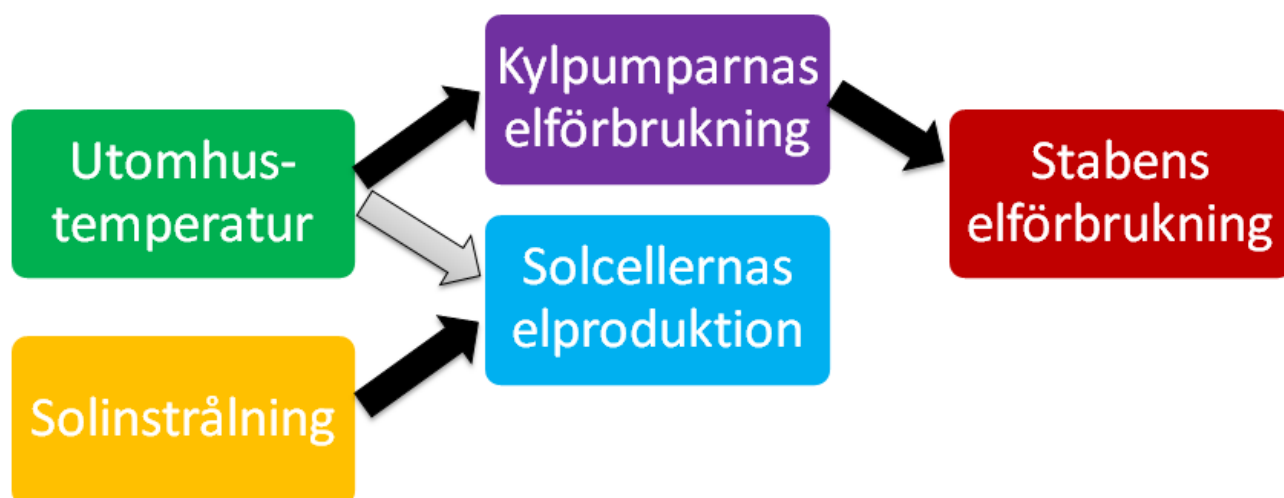 Utomhus-
temperatur
Solinstrålning
Kylpumparnas
elförbrukning
Solcellernas
elproduktion
Stabens
elförbrukning